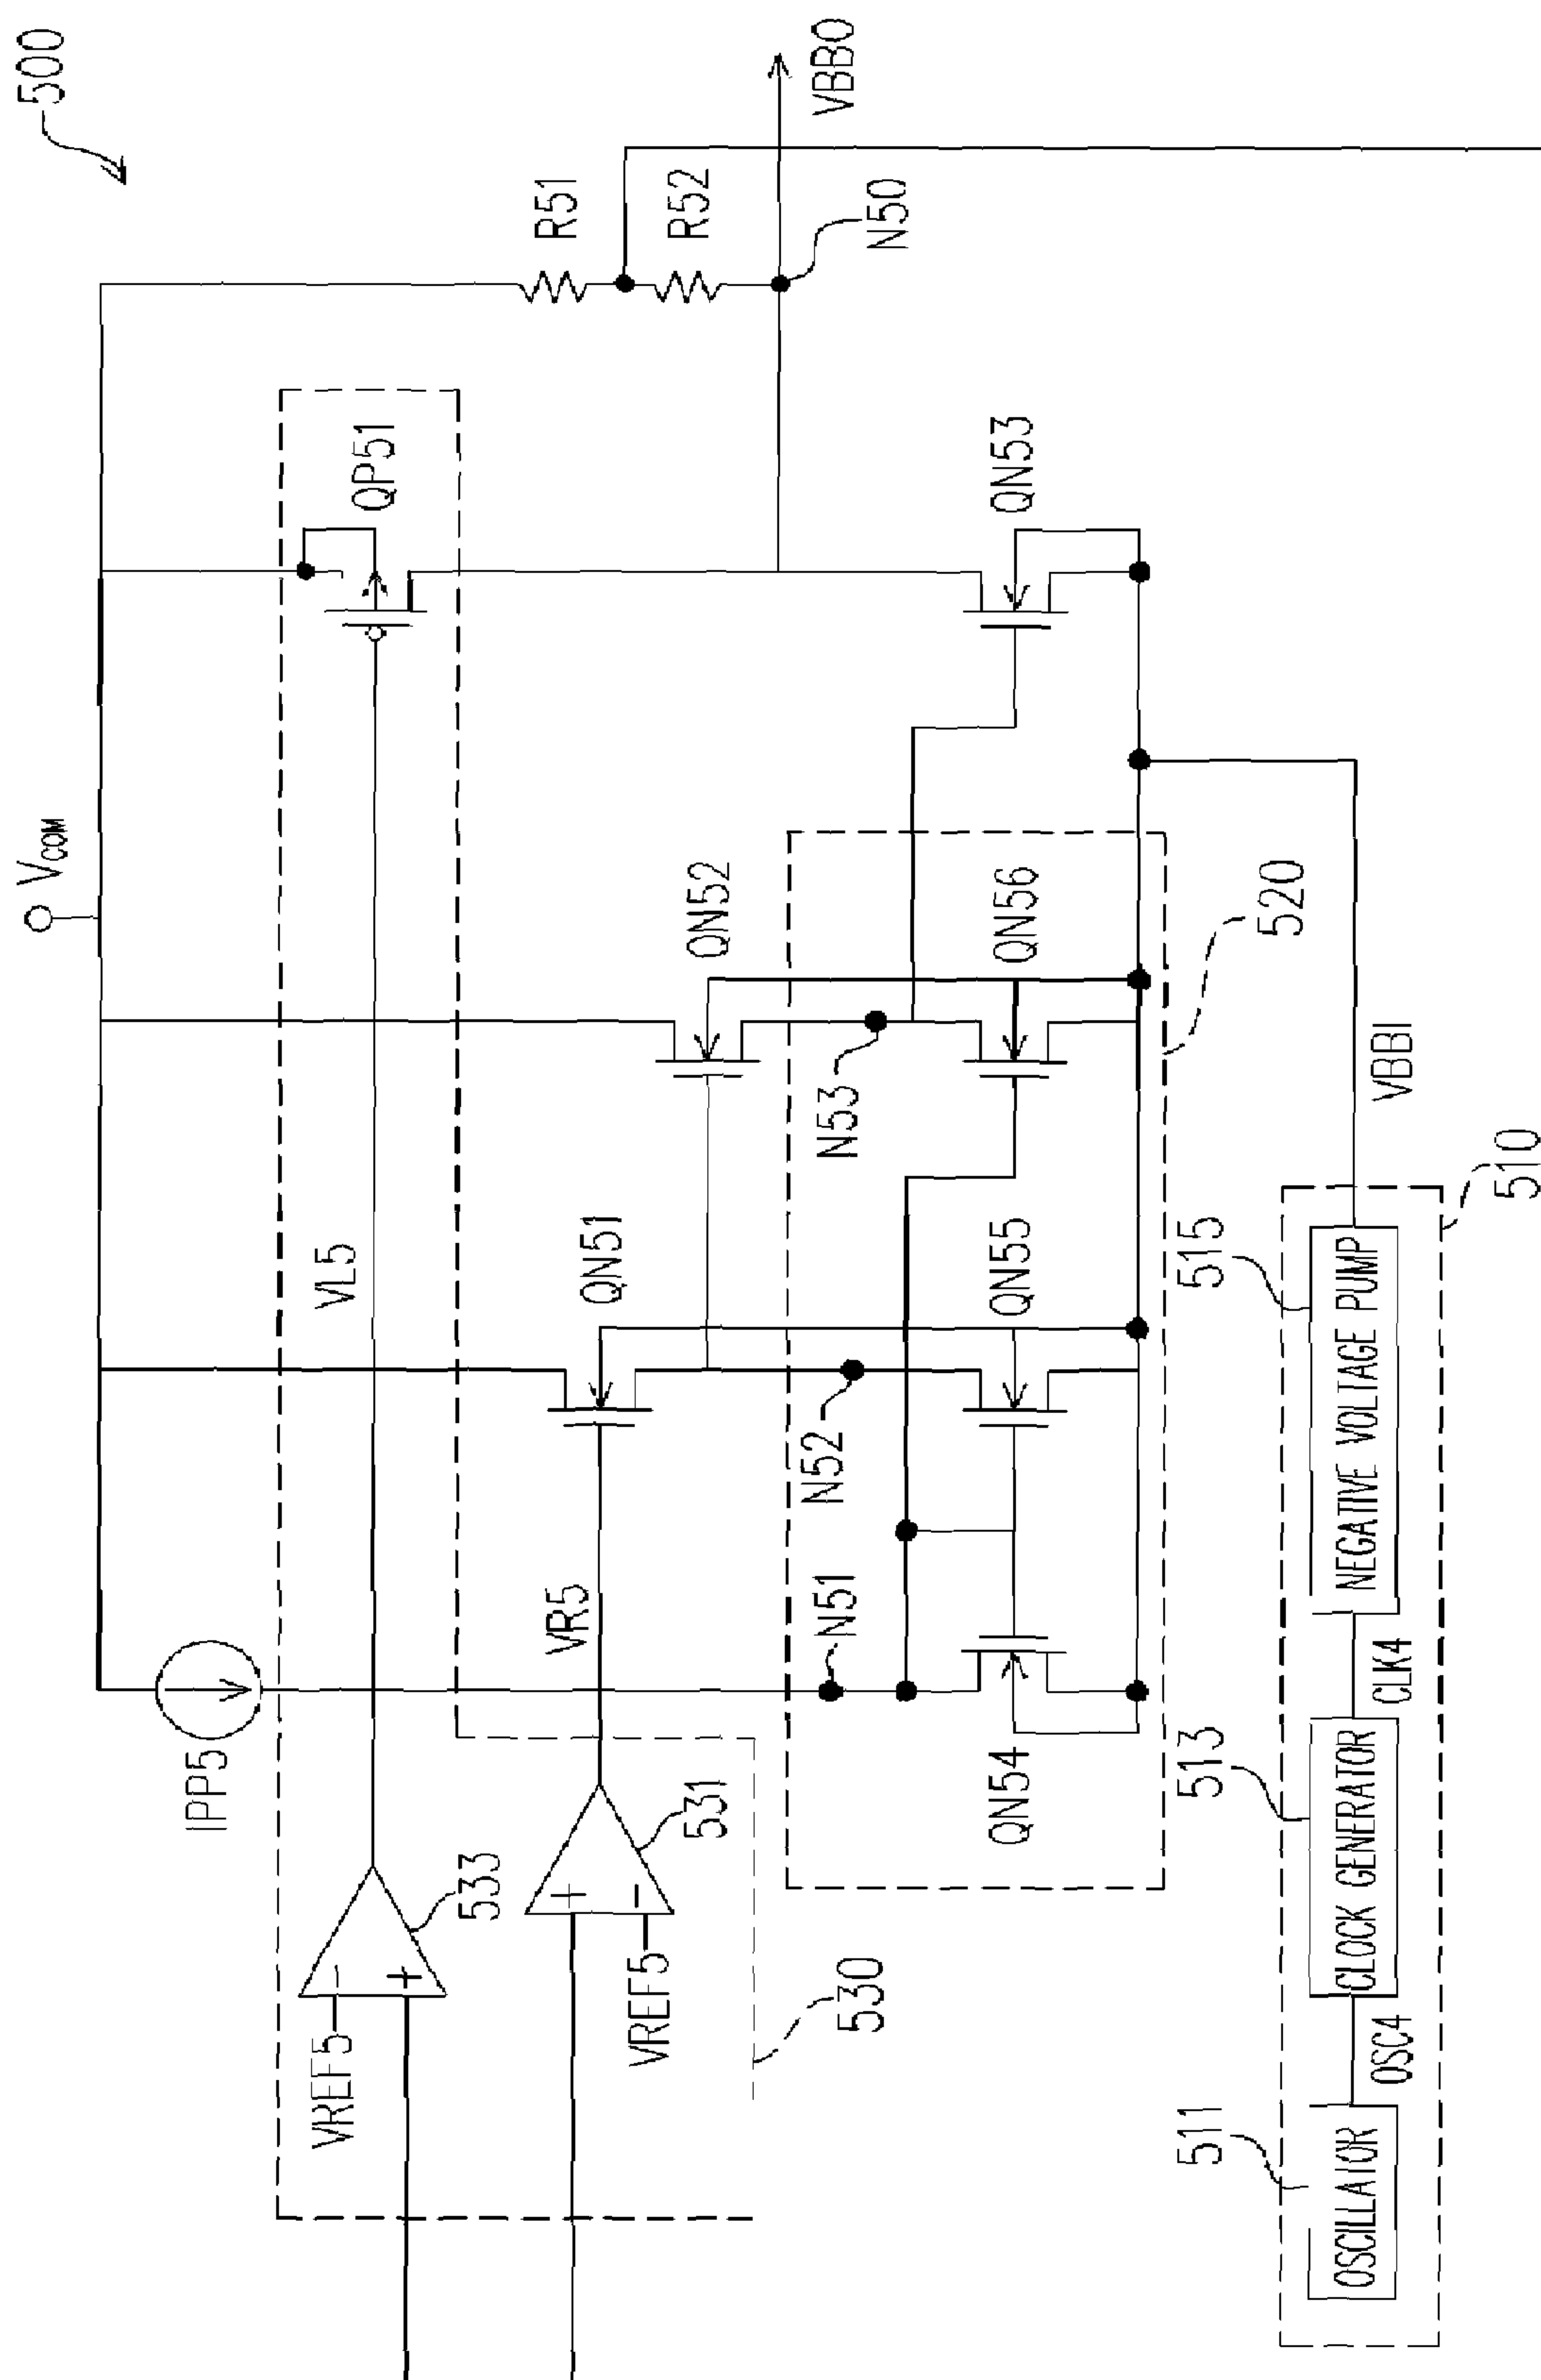 500
V_COM
IPP5
VREF5
533
VL5
QP51
VREF5
531
VR5
QN51
QN52
R51
R52
VBBO
N50
530
N51
N52
N53
QN54
QN55
QN56
QN53
520
511
513
515
OSCILLATOR
OSC4
CLOCK GENERATOR
CLK4
NEGATIVE VOLTAGE PUMP
VBBI
510